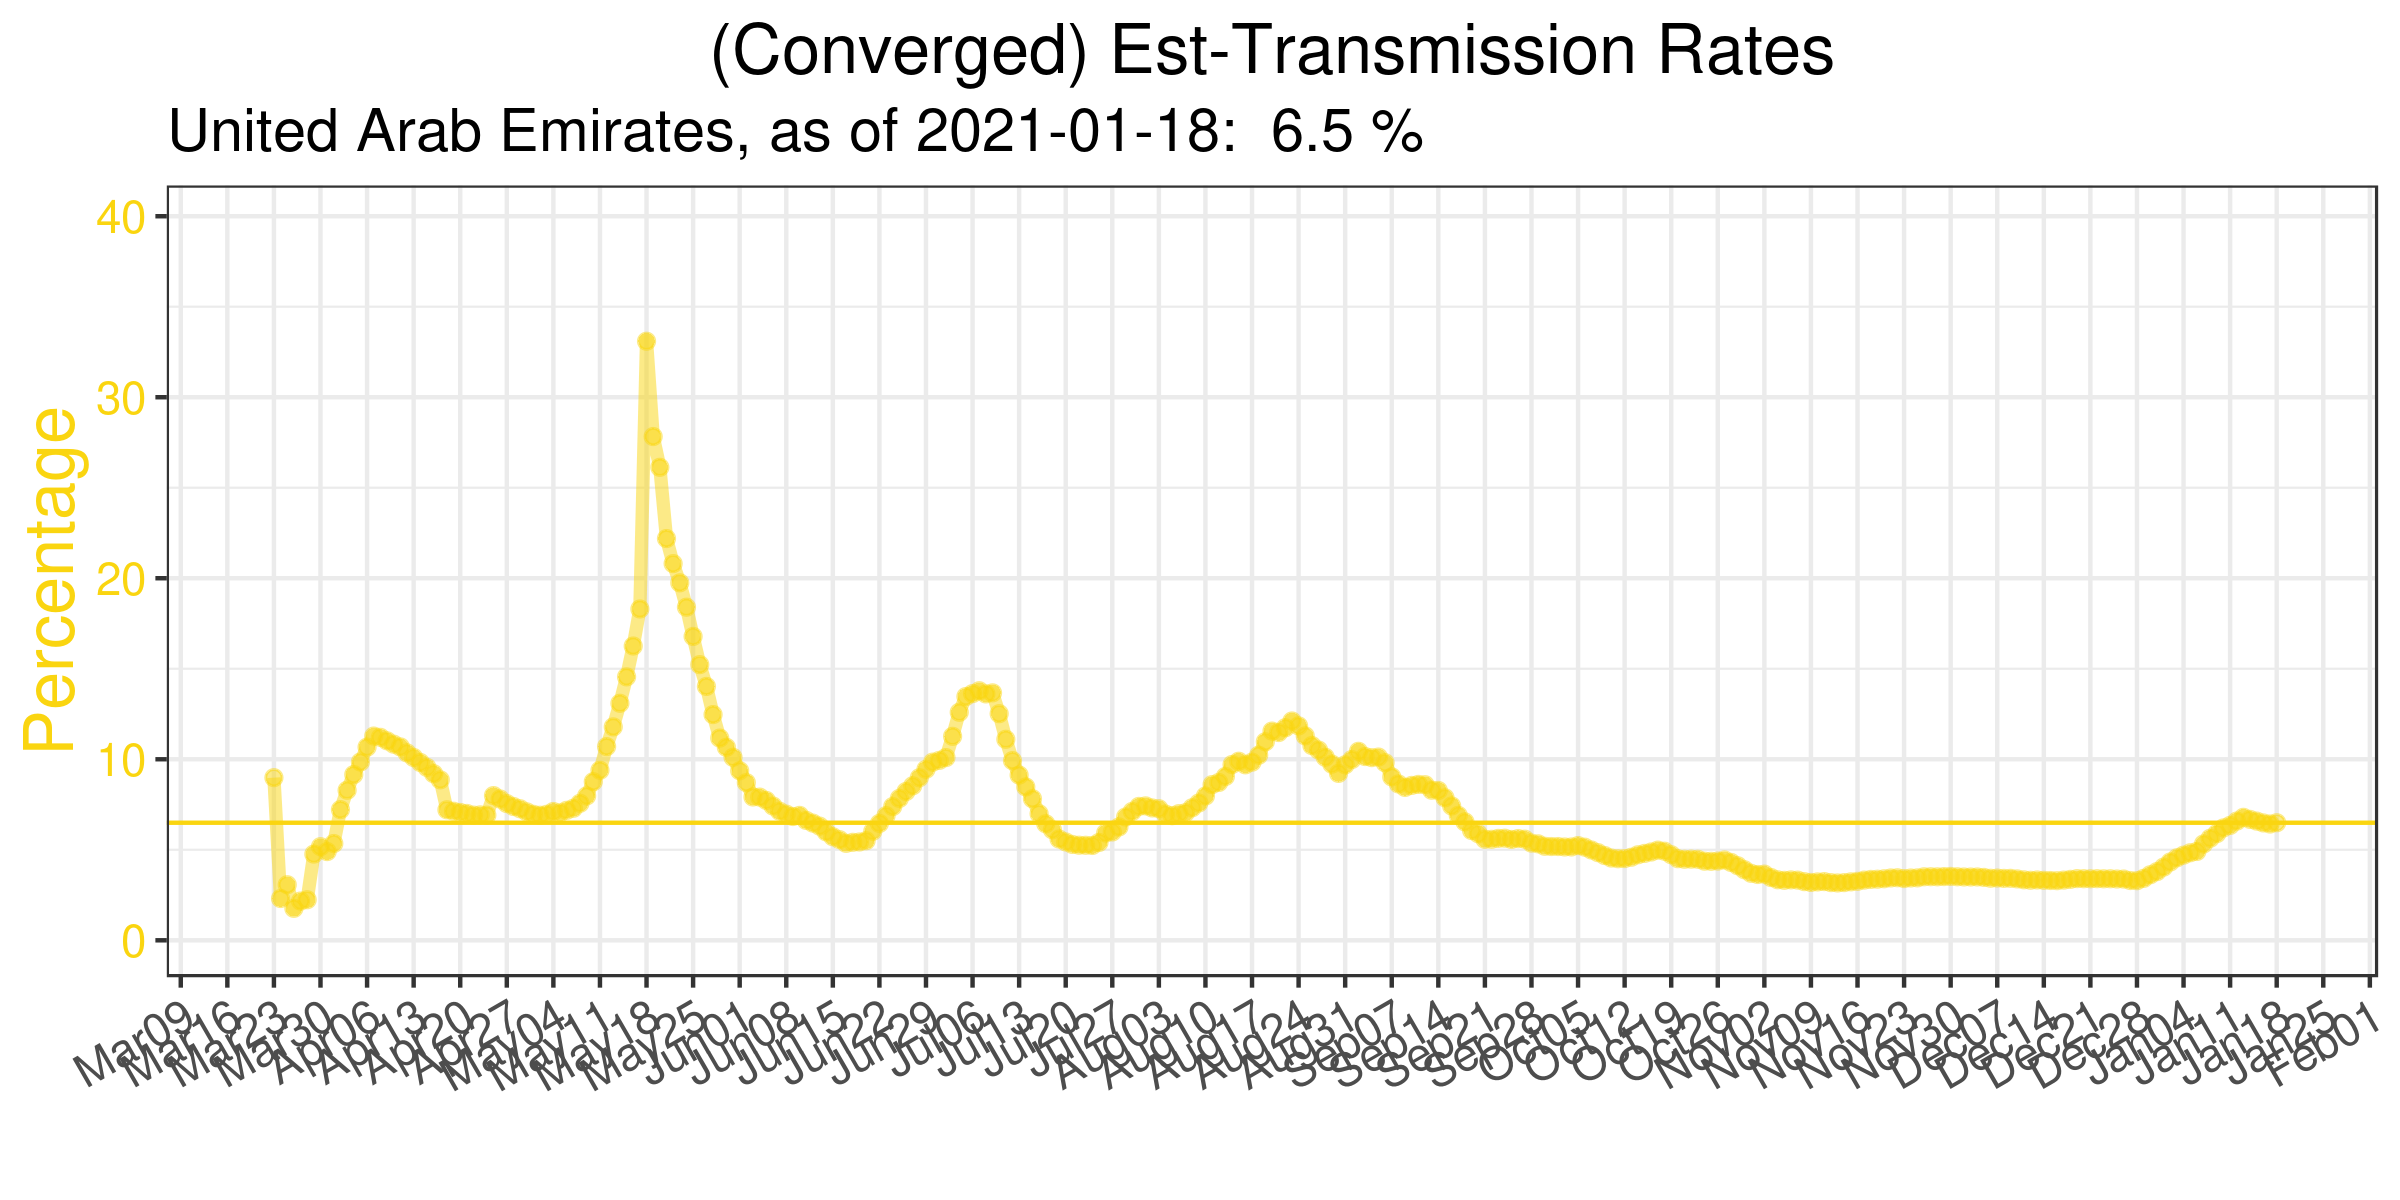 (Converged) Est-Transmission Rates
United Arab Emirates, as of 2021-01-18:  6.5 %
Percentage
40
30
20
10
0
Mar09
Mar16
Mar23
Mar30
Apr06
Apr13
Apr20
Apr27
May04
May11
May18
May25
Jun01
Jun08
Jun15
Jun22
Jun29
Jul06
Jul13
Jul20
Jul27
Aug03
Aug10
Aug17
Aug24
Aug31
Sep07
Sep14
Sep21
Sep28
Oct05
Oct12
Oct19
Oct26
Nov02
Nov09
Nov16
Nov23
Nov30
Dec07
Dec14
Dec21
Dec28
Jan04
Jan11
Jan18
Jan25
Feb01